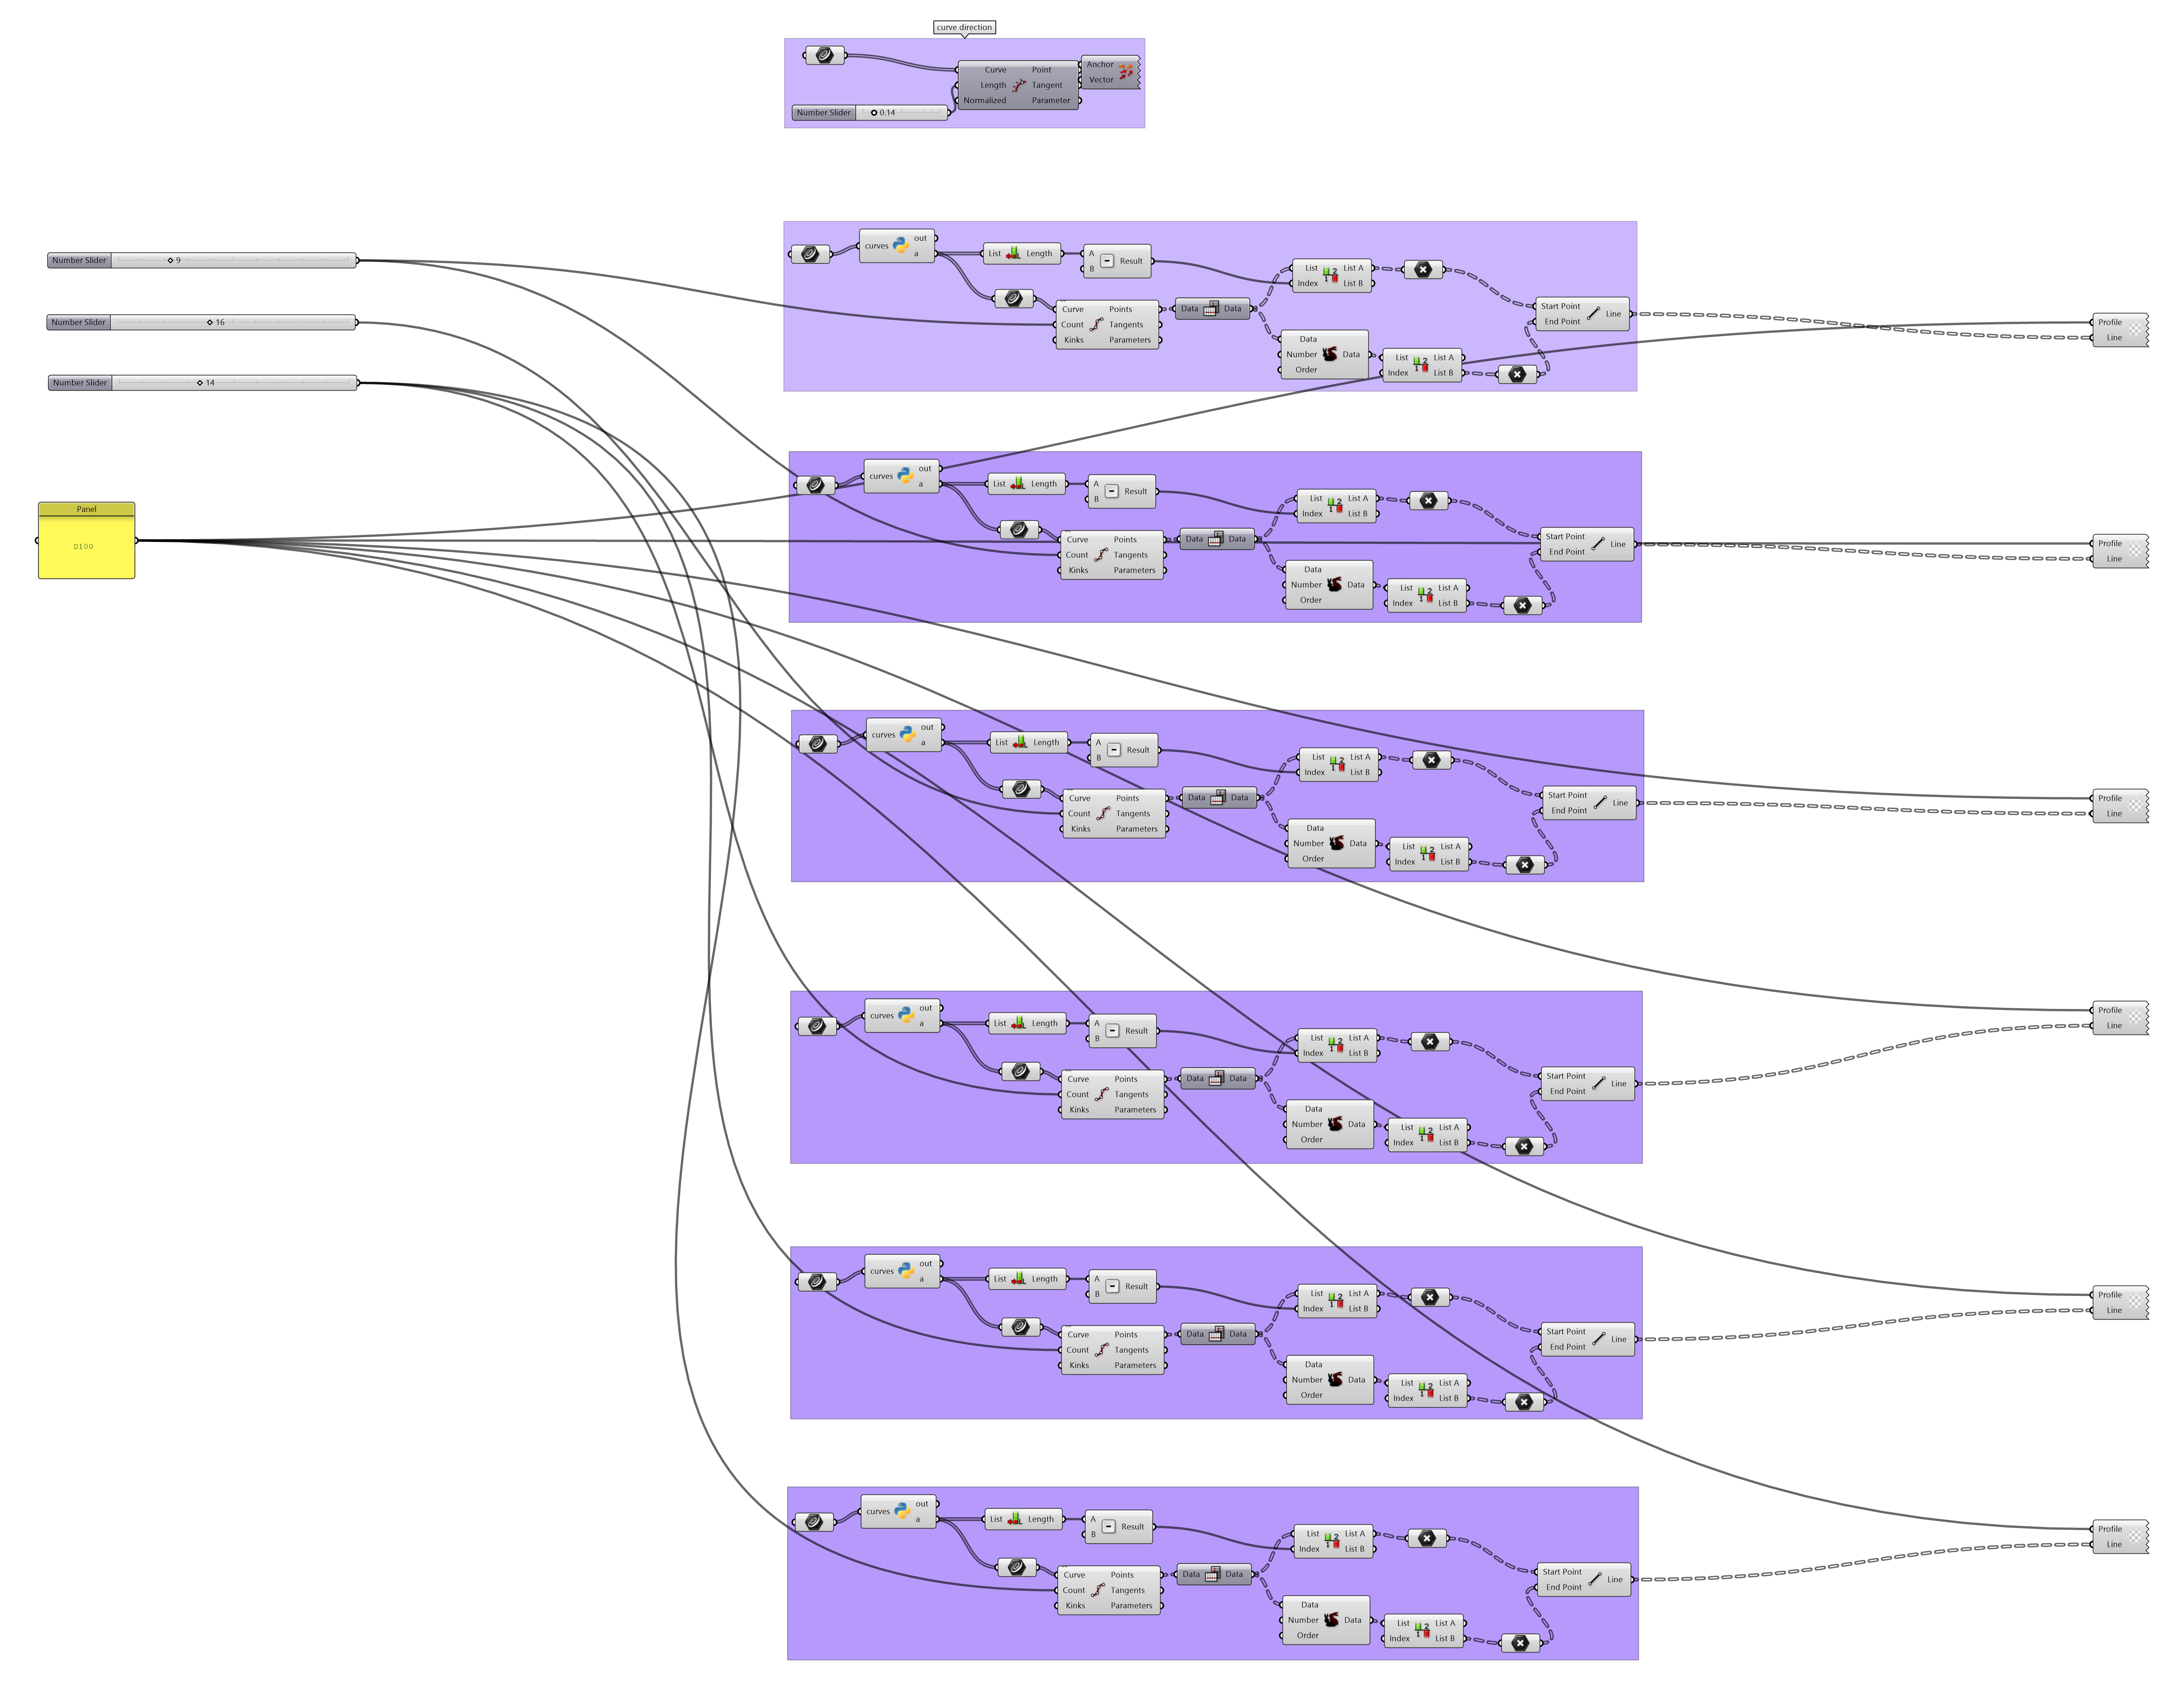 curve direction
Curve Point
Length Tangent
Normalized Parameter
Anchor
Vector
Number Slider 0.14
Number Slider 9
Number Slider 16
Number Slider 14
Panel
D100
curves out
a
List Length
A
B Result
Curve Points
Count Tangents
Kinks Parameters
Data Data
List List A
Index List B
Data
Number Data
Order
List List A
Index List B
Start Point
End Point Line
Profile
Line
curves out
a
List Length
A
B Result
Curve Points
Count Tangents
Kinks Parameters
Data Data
List List A
Index List B
Data
Number Data
Order
List List A
Index List B
Start Point
End Point Line
Profile
Line
curves out
a
List Length
A
B Result
Curve Points
Count Tangents
Kinks Parameters
Data Data
List List A
Index List B
Data
Number Data
Order
List List A
Index List B
Start Point
End Point Line
Profile
Line
curves out
a
List Length
A
B Result
Curve Points
Count Tangents
Kinks Parameters
Data Data
List List A
Index List B
Data
Number Data
Order
List List A
Index List B
Start Point
End Point Line
Profile
Line
curves out
a
List Length
A
B Result
Curve Points
Count Tangents
Kinks Parameters
Data Data
List List A
Index List B
Data
Number Data
Order
List List A
Index List B
Start Point
End Point Line
Profile
Line
curves out
a
List Length
A
B Result
Curve Points
Count Tangents
Kinks Parameters
Data Data
List List A
Index List B
Data
Number Data
Order
List List A
Index List B
Start Point
End Point Line
Profile
Line